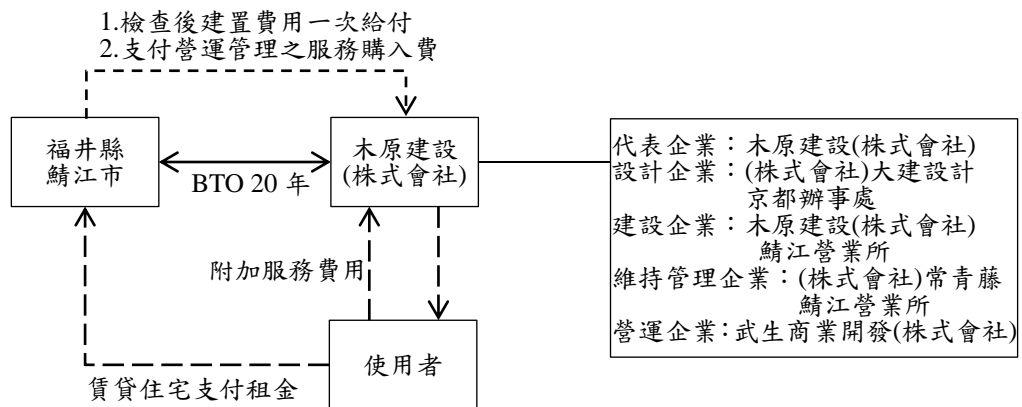 1.檢查後建置費用一次給付
2.支付營運管理之服務購入費
福井縣
鯖江市
BTO 20 年
木原建設
(株式會社)
代表企業：木原建設(株式會社)
設計企業：(株式會社)大建設計
京都辦事處
建設企業：木原建設(株式會社)
鯖江營業所
維持管理企業：(株式會社)常青藤
鯖江營業所
營運企業:武生商業開發(株式會社)
附加服務費用
使用者
賃貸住宅支付租金